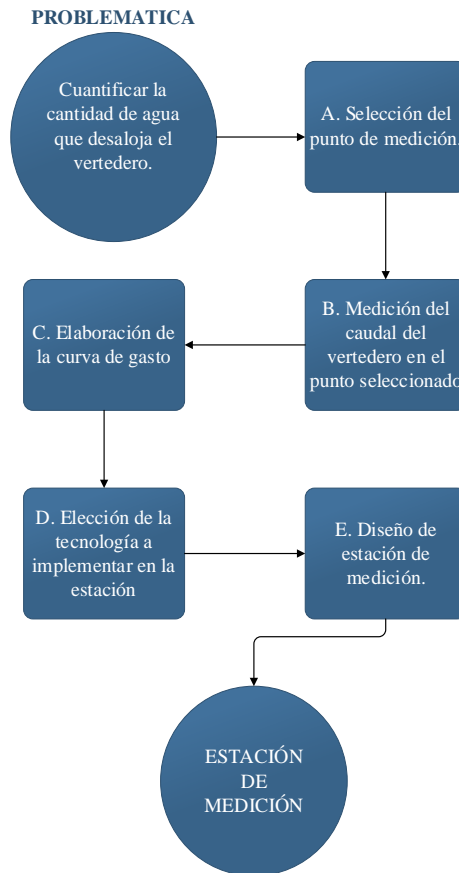 PROBLEMATICA
Cuantificar la
cantidad de agua
que desaloja el
vertedero.
A. Selección del
punto de medición.
B. Medición del
caudal del
vertedero en el
punto seleccionado
C. Elaboración de
la curva de gasto
D. Elección de la
tecnología a
implementar en la
estación
E. Diseño de
estación de
medición.
ESTACIÓN
DE
MEDICIÓN